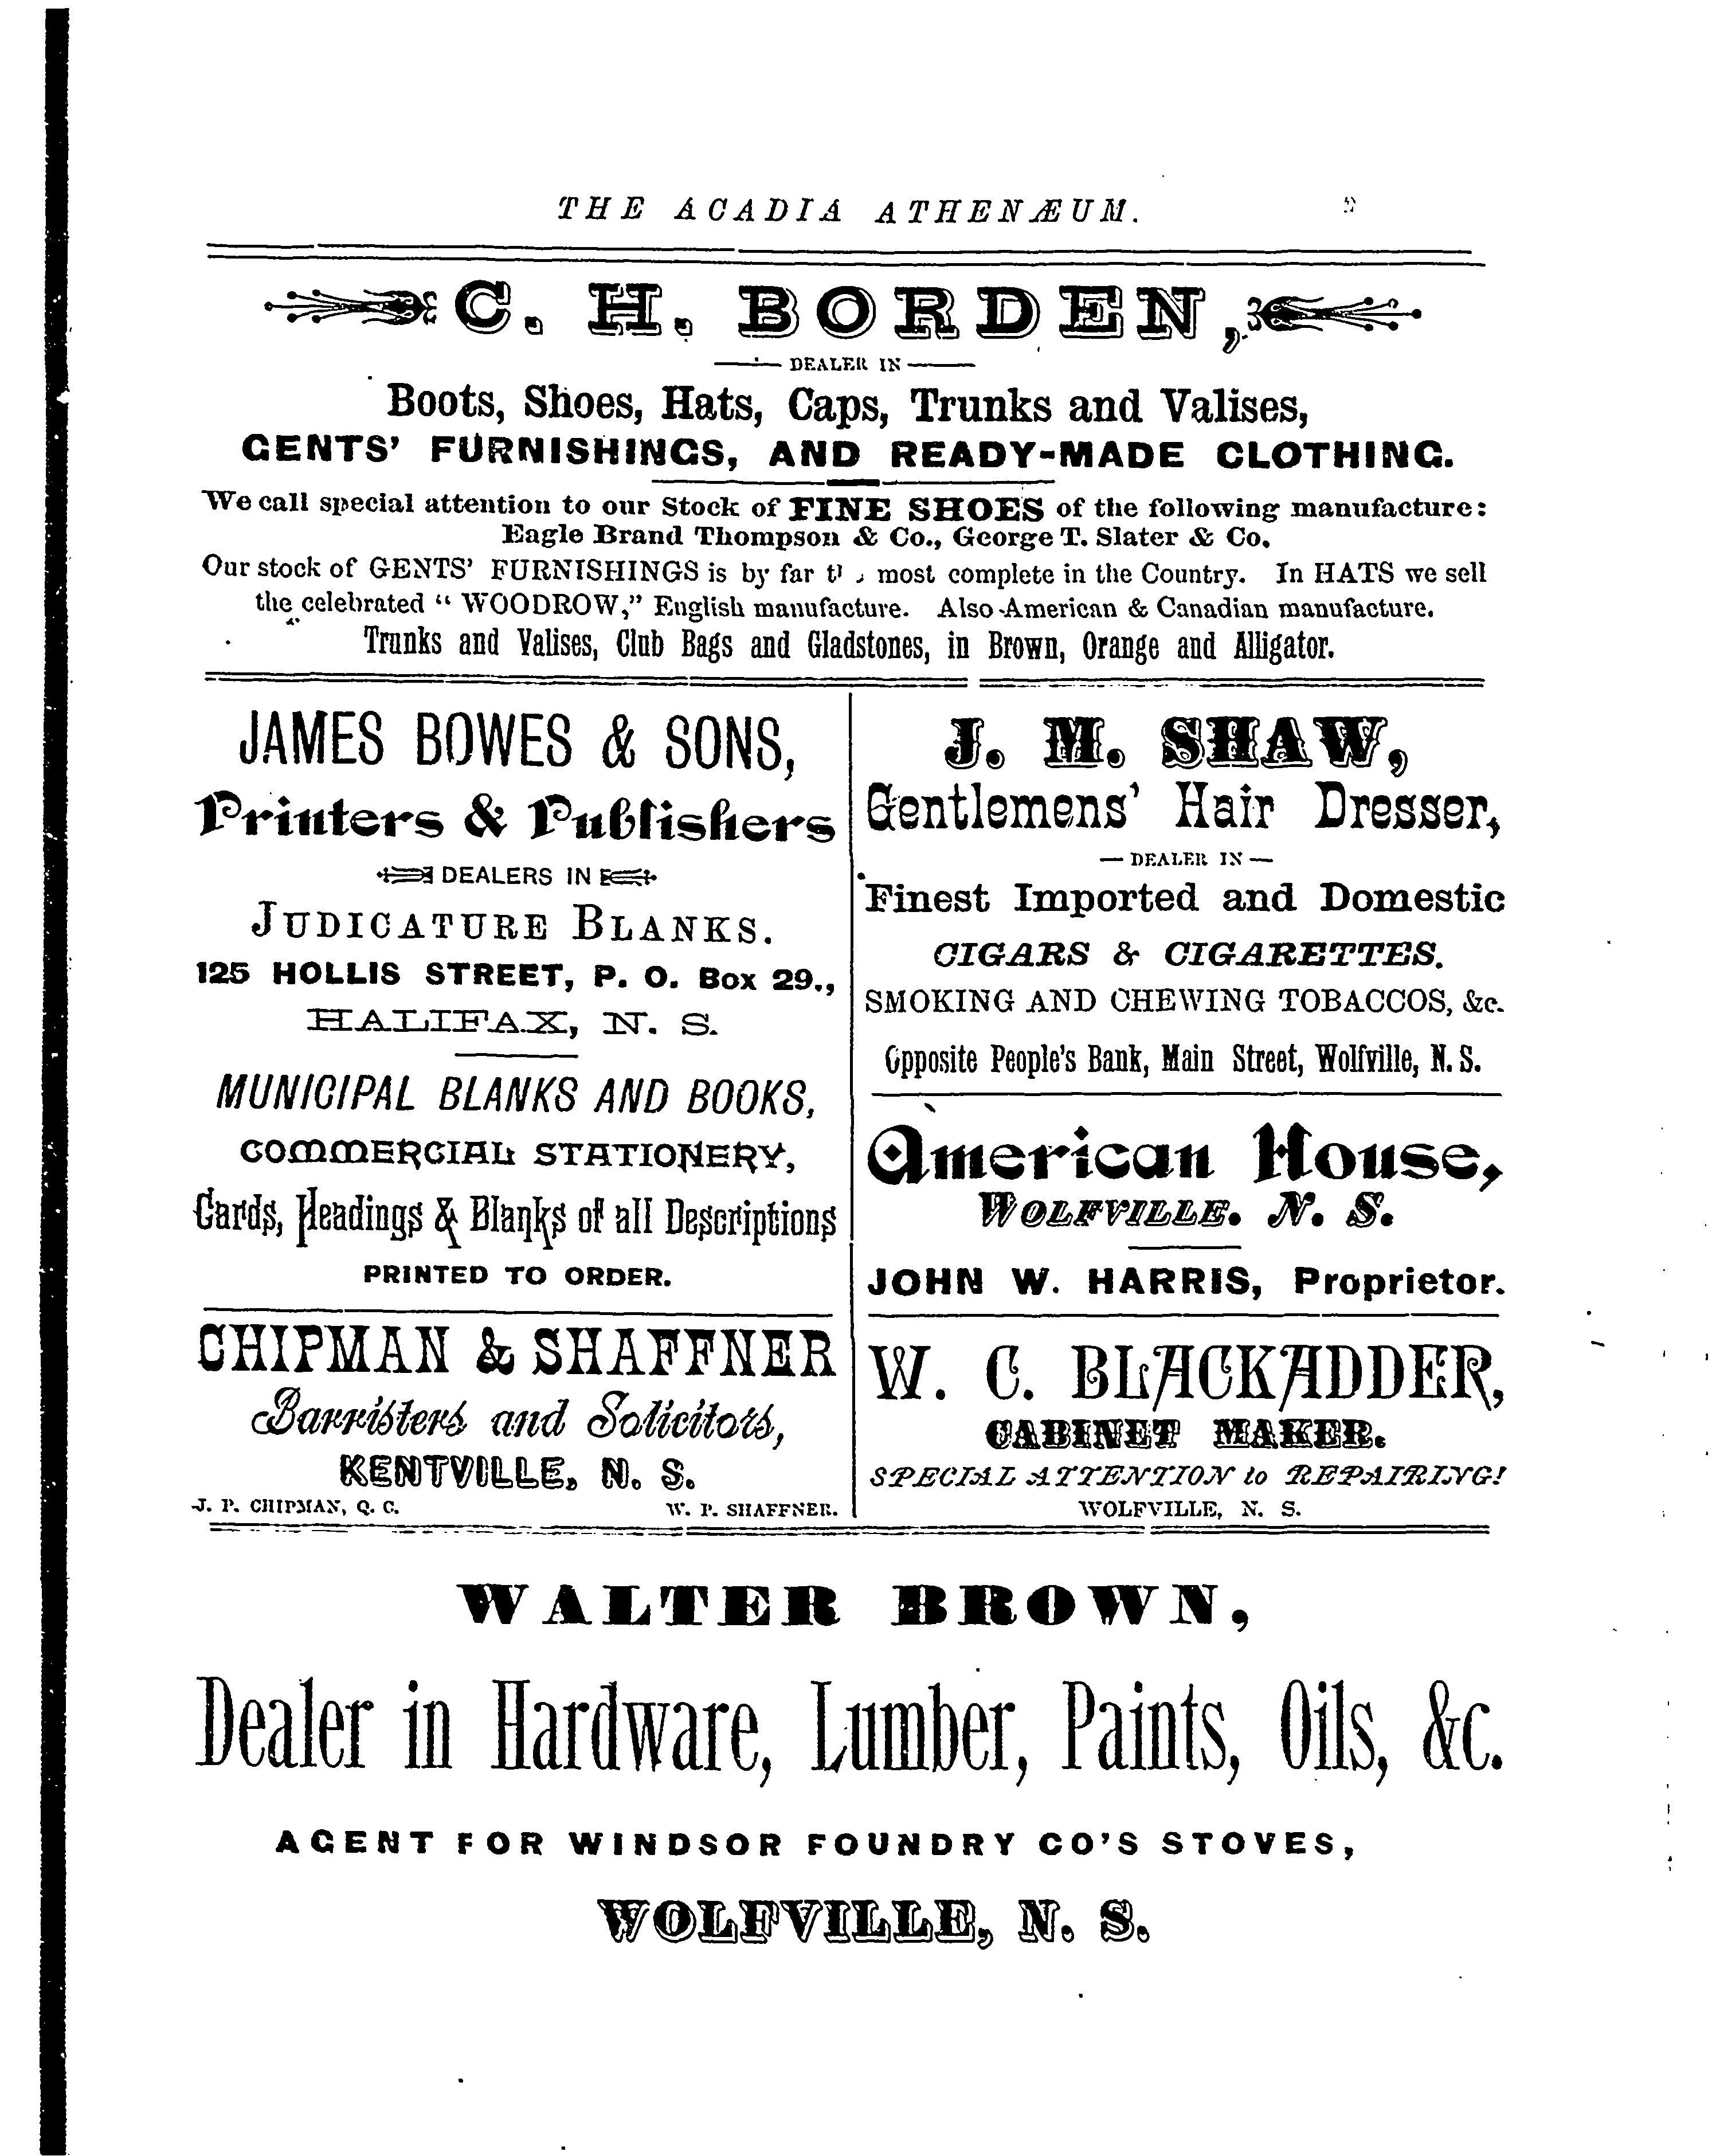 THE ACADIA ATHENÆUM.
C. H. BORDEN,
DEALER IN
Boots, Shoes, Hats, Caps, Trunks and Valises,
GENTS' FURNISHINGS, AND READY-MADE CLOTHING.
We call special attention to our Stock of FINE SHOES of the following manufacture:
Eagle Brand Thompson & Co., George T. Slater & Co.
Our stock of GENTS' FURNISHINGS is by far most complete in the Country. In HATS we sell
the celebrated "WOODROW," English manufacture. Also American & Canadian manufacture.
Trunks and Valises, Club Bags and Gladstones, in Brown, Orange and Alligator.
JAMES BOWES & SONS,
Printers & Publishers
DEALERS IN
JUDICATURE BLANKS.
125 HOLLIS STREET, P. O. Box 29.,
HALIFAX, N. S.
MUNICIPAL BLANKS AND BOOKS,
COMMERCIAL STATIONERY,
Cards, Headings & Blanks of all Descriptions
PRINTED TO ORDER.
CHIPMAN & SHAFFNER
Barristers and Solicitors,
KENTVILLE, N. S.
J. P. CHIPMAN, Q. C. W. P. SHAFFNER.
J. M. SHAW,
Gentlemens' Hair Dresser,
— DEALER IN —
Finest Imported and Domestic
CIGARS & CIGARETTES.
SMOKING AND CHEWING TOBACCOS, &c.
Opposite People's Bank, Main Street, Wolfville, N. S.
American House,
WOLFVILLE. N. S.
JOHN W. HARRIS, Proprietor.
W. C. BLACKADDER,
CABINET MAKER.
SPECIAL ATTENTION to REPAIRING!
WOLFVILLE, N. S.
WALTER BROWN,
Dealer in Hardware, Lumber, Paints, Oils, &c.
AGENT FOR WINDSOR FOUNDRY CO'S STOVES,
WOLFVILLE, N. S.